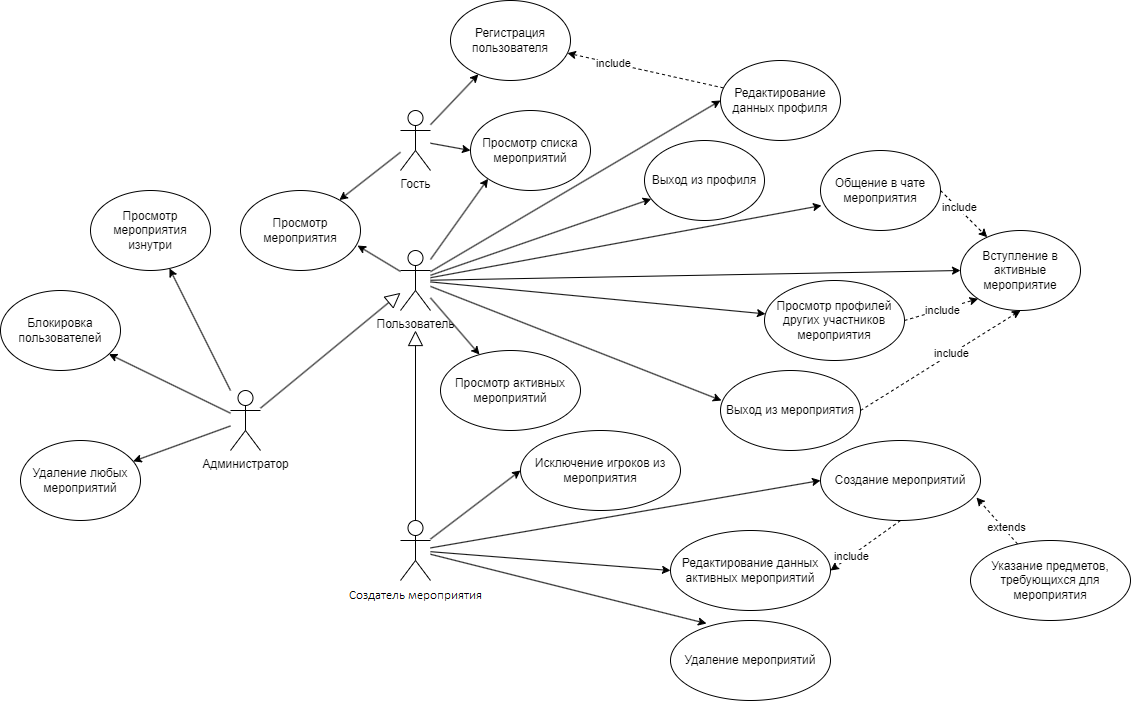 Регистрация
пользователя
include
Редактирование
данных профиля
Гость
Просмотр списка
мероприятий
Выход из профиля
Общение в чате
мероприятия
include
Просмотр
мероприятия
изнутри
Просмотр
мероприятия
Вступление в
активные
мероприятие
Пользователь
Просмотр профилей
других участников
мероприятия
include
Блокировка
пользователей
include
Просмотр активных
мероприятий
Выход из мероприятия
Администратор
Удаление любых
мероприятий
Исключение игроков из
мероприятия
Создание мероприятий
extends
include
Редактирование данных
активных мероприятий
Указание предметов,
требующихся для
мероприятия
Создатель мероприятия
Удаление мероприятий